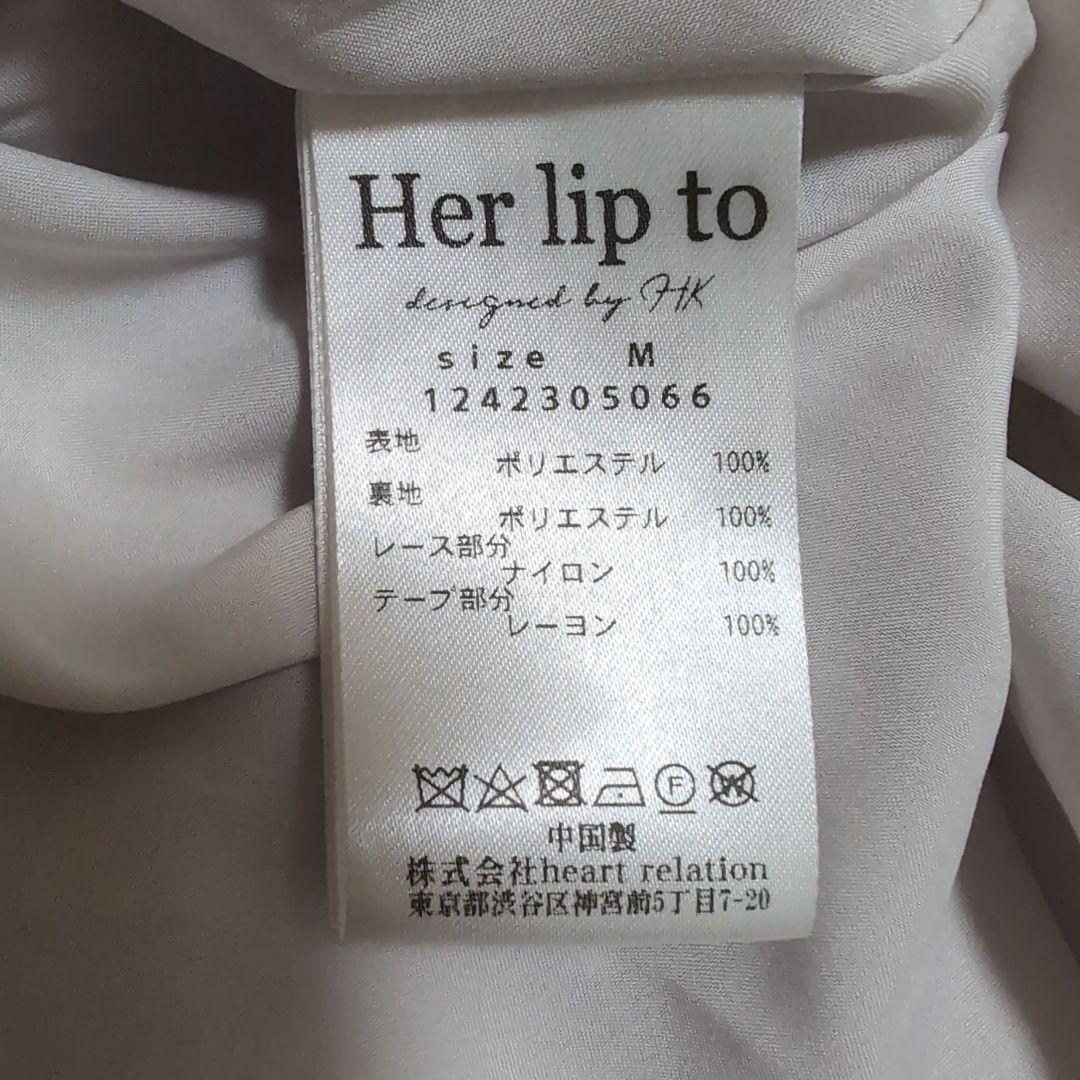 Her lip to
designed by HK
size M
1242305066
表地
ポリエステル 100%
裏地
ポリエステル 100%
レース部分
ナイロン 100%
テープ部分
レーヨン 100%
F W
中国製
株式会社heart relation
東京都渋谷区神宮前5丁目7-20